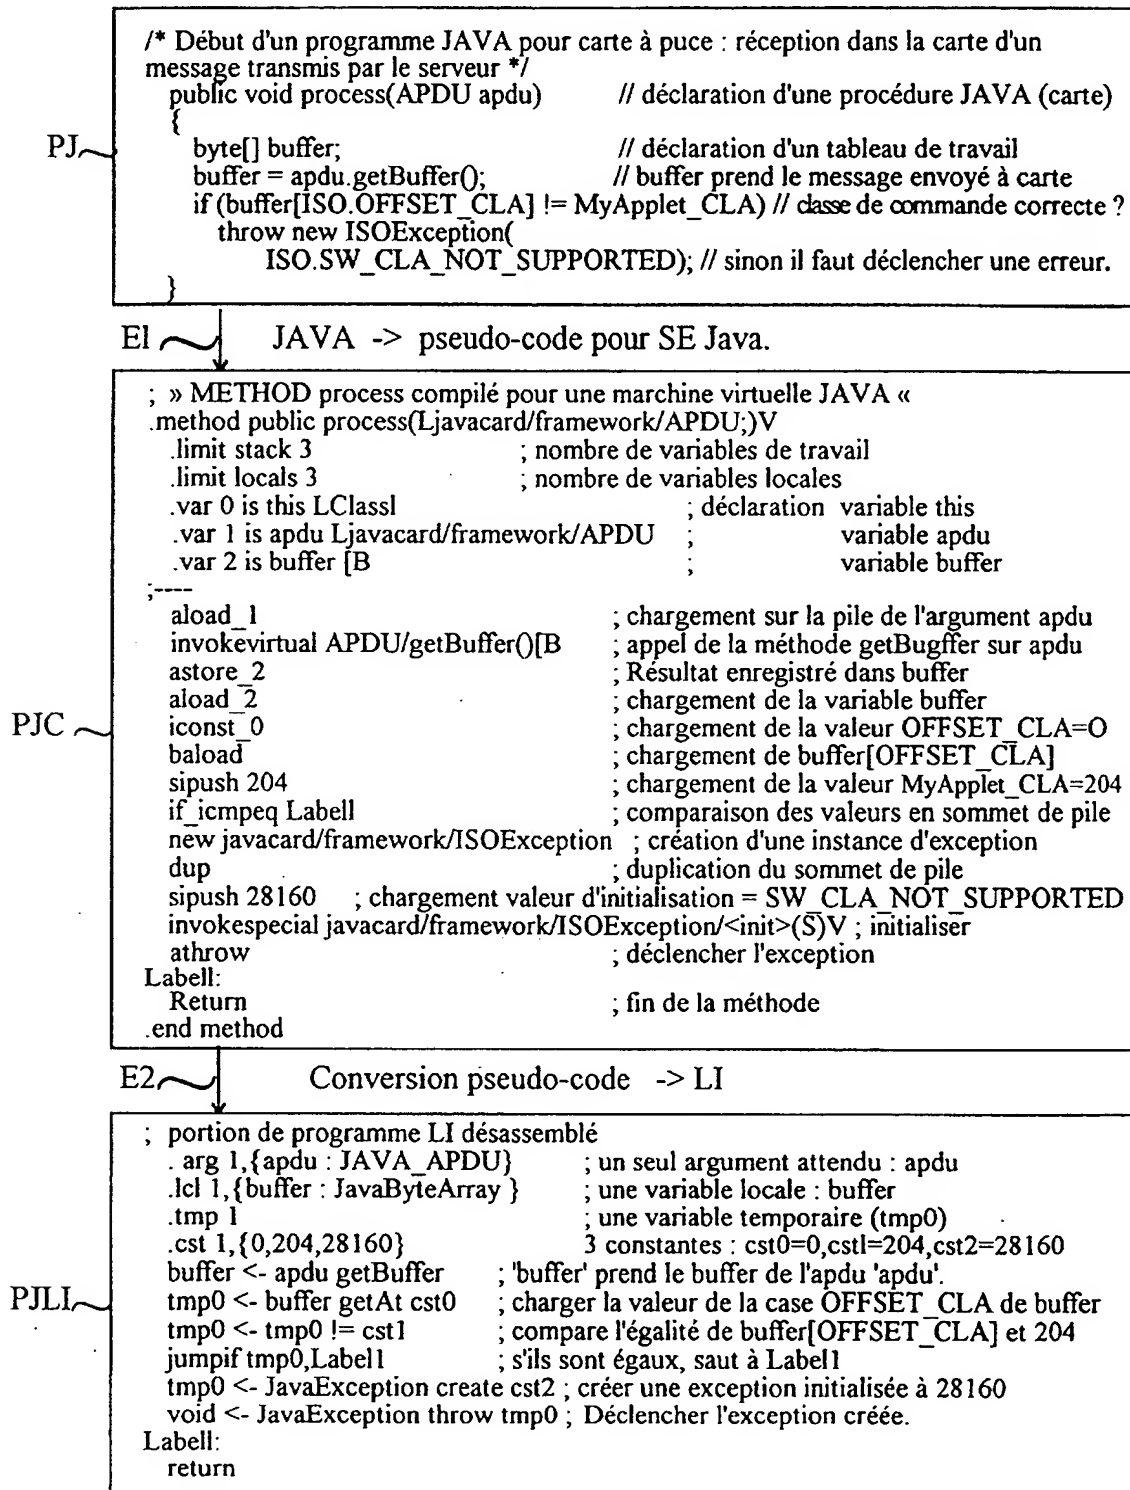 /* Début d'un programme JAVA pour carte à puce : réception dans la carte d'un
message transmis par le serveur */
public void process(APDU apdu) // déclaration d'une procédure JAVA (carte)
{
PJ
byte[] buffer; // déclaration d'un tableau de travail
buffer = apdu.getBuffer(); // buffer prend le message envoyé à carte
if (buffer[ISO.OFFSET_CLA] != MyApplet_CLA) // classe de commande correcte ?
throw new ISOException(
ISO.SW_CLA_NOT_SUPPORTED); // sinon il faut déclencher une erreur.
}
E1 JAVA -> pseudo-code pour SE Java.
; » METHOD process compilé pour une marchine virtuelle JAVA «
.method public process(Ljavacard/framework/APDU;)V
.limit stack 3 ; nombre de variables de travail
.limit locals 3 ; nombre de variables locales
.var 0 is this LClass1 ; déclaration variable this
.var 1 is apdu Ljavacard/framework/APDU ; variable apdu
.var 2 is buffer [B ; variable buffer
;----
aload_1 ; chargement sur la pile de l'argument apdu
invokevirtual APDU/getBuffer()[B ; appel de la méthode getBugffer sur apdu
astore_2 ; Résultat enregistré dans buffer
aload_2 ; chargement de la variable buffer
PJC iconst_0 ; chargement de la valeur OFFSET_CLA=O
baload ; chargement de buffer[OFFSET_CLA]
sipush 204 ; chargement de la valeur MyApplet_CLA=204
if_icmpeq Label1 ; comparaison des valeurs en sommet de pile
new javacard/framework/ISOException ; création d'une instance d'exception
dup ; duplication du sommet de pile
sipush 28160 ; chargement valeur d'initialisation = SW_CLA_NOT_SUPPORTED
invokespecial javacard/framework/ISOException/<init>(S)V ; initialiser
athrow ; déclencher l'exception
Label1:
Return ; fin de la méthode
.end method
E2 Conversion pseudo-code -> LI
; portion de programme LI désassemblé
. arg 1,{apdu : JAVA_APDU} ; un seul argument attendu : apdu
.lcl 1,{buffer : JavaByteArray } ; une variable locale : buffer
.tmp 1 ; une variable temporaire (tmp0)
.cst 1,{0,204,28160} 3 constantes : cst0=0,cst1=204,cst2=28160
buffer <- apdu getBuffer ; 'buffer' prend le buffer de l'apdu 'apdu'.
PJLI tmp0 <- buffer getAt cst0 ; charger la valeur de la case OFFSET_CLA de buffer
tmp0 <- tmp0 != cst1 ; compare l'égalité de buffer[OFFSET_CLA] et 204
jumpif tmp0,Label1 ; s'ils sont égaux, saut à Label1
tmp0 <- JavaException create cst2 ; créer une exception initialisée à 28160
void <- JavaException throw tmp0 ; Déclencher l'exception créée.
Label1:
return